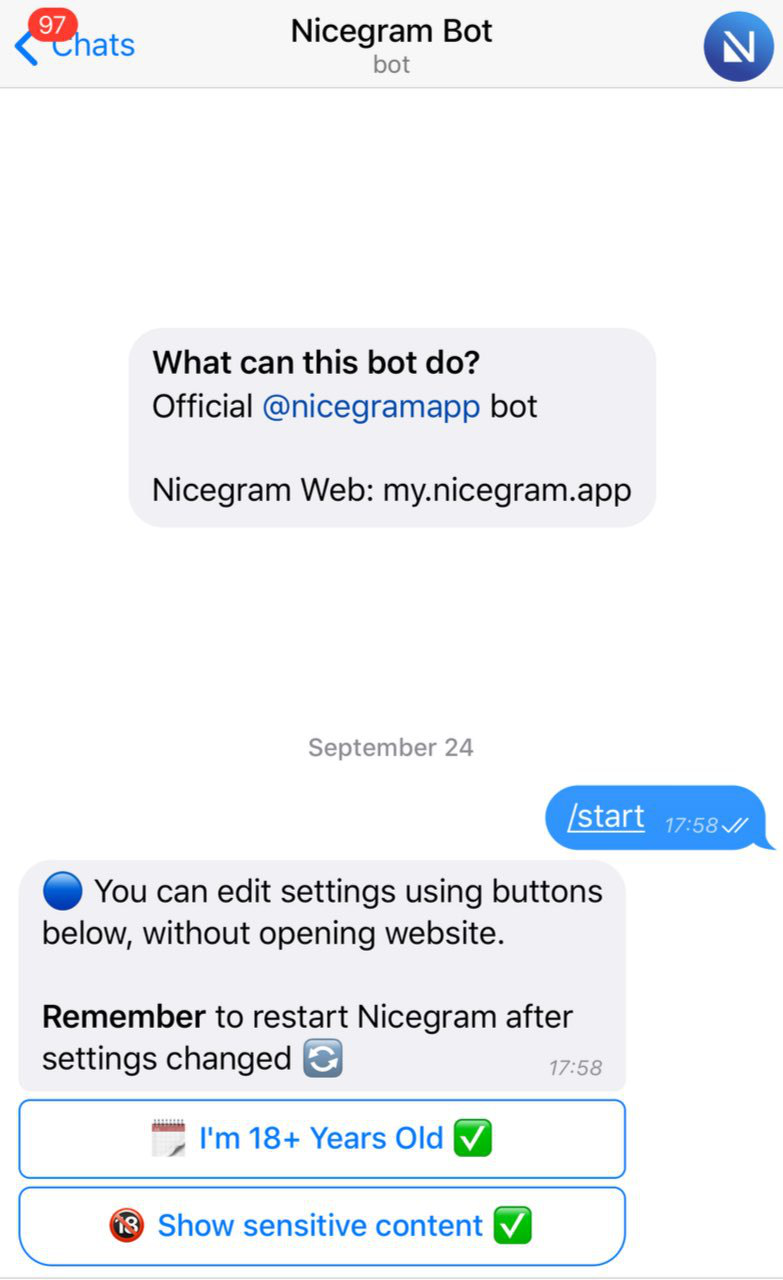 97
Chats
Nicegram Bot
bot
What can this bot do?
Official @nicegramapp bot
Nicegram Web: my.nicegram.app
September 24
/start 17:58
🔵 You can edit settings using buttons
below, without opening website.
Remember to restart Nicegram after
settings changed 🔄 17:58
🗓 I'm 18+ Years Old ✅
🔞 Show sensitive content ✅